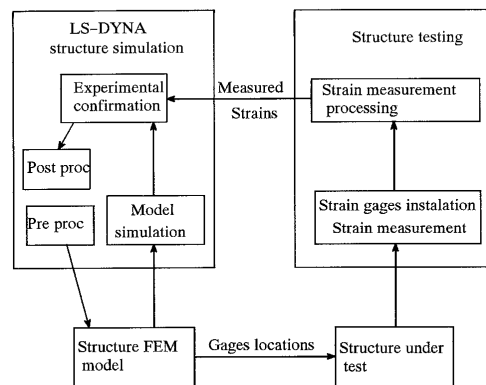 LS-DYNA
structure simulation
Structure testing
Experimental
confirmation
Measured
Strains
Strain measurement
processing
Post proc
Pre proc
Model
simulation
Strain gages instalation
Strain measurement
Structure FEM
model
Gages locations
Structure under
test